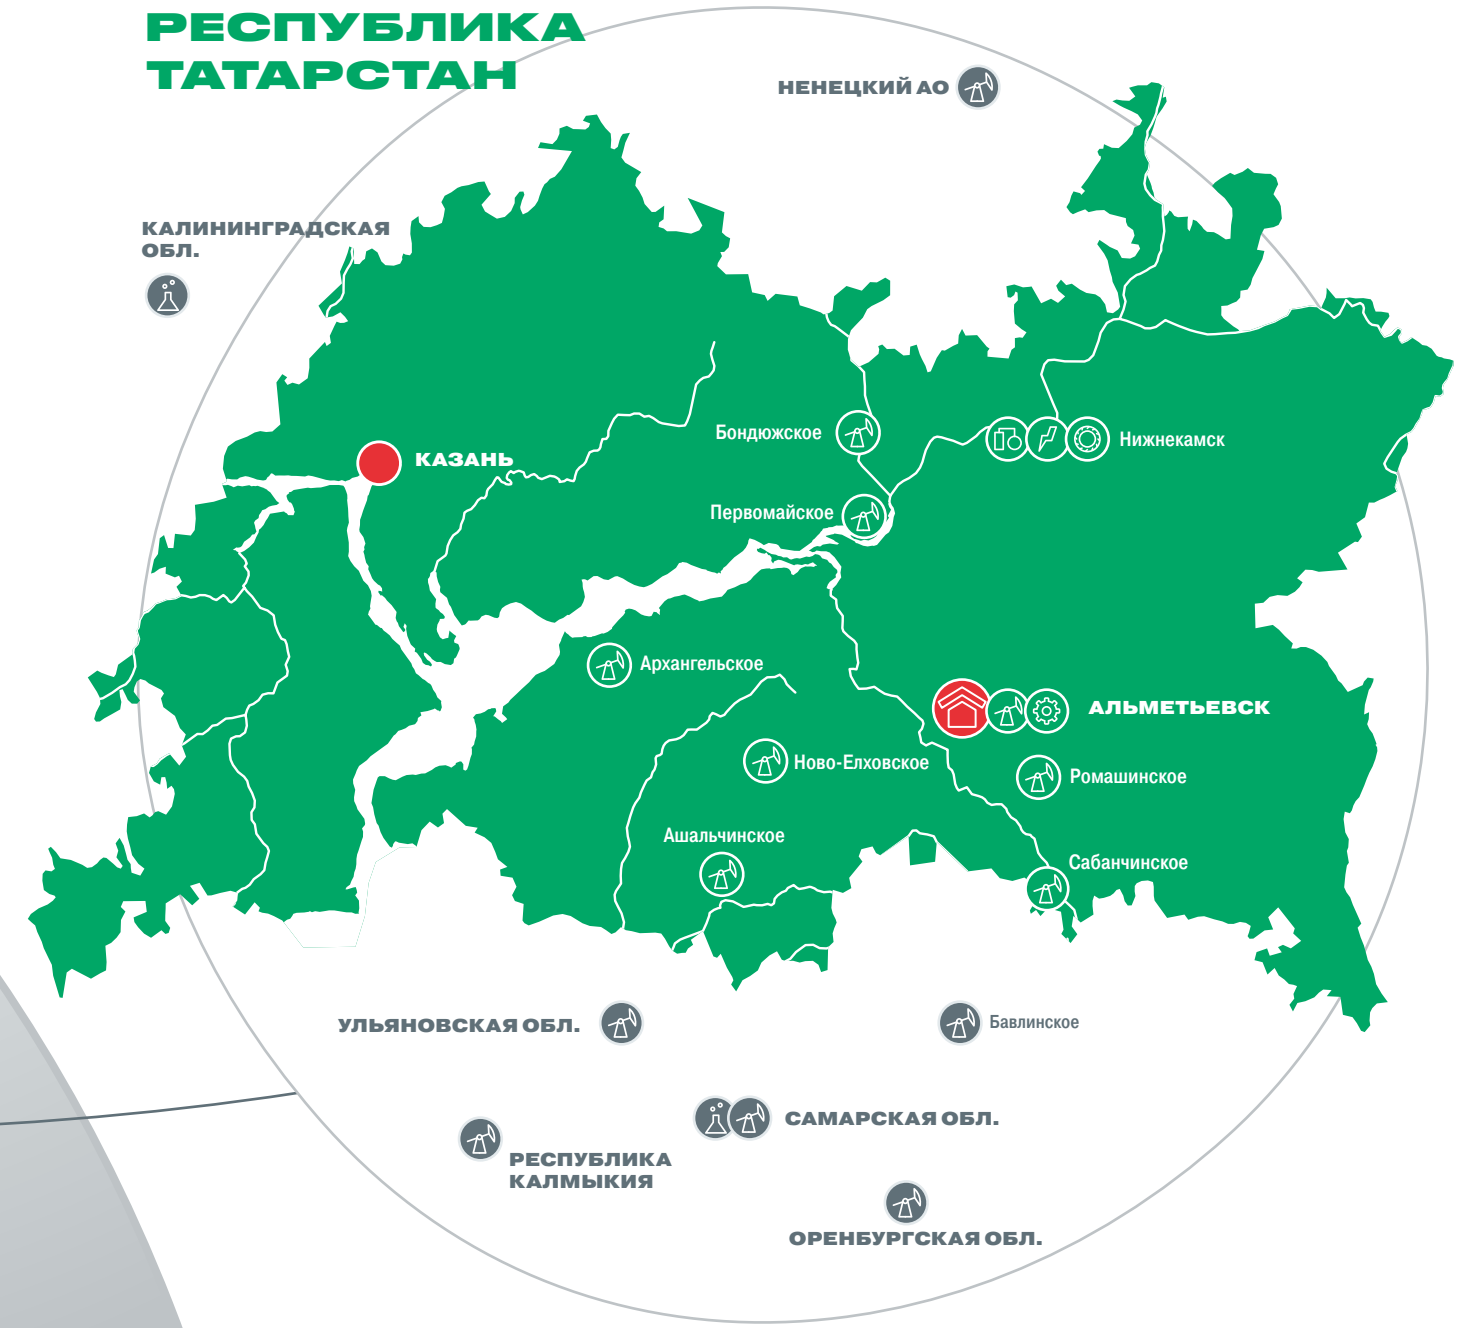 РЕСПУБЛИКА
ТАТАРСТАН
НЕНЕЦКИЙ АО
КАЛИНИНГРАДСКАЯ
ОБЛ.
Бондюжское
Нижнекамск
КАЗАНЬ
Первомайское
Архангельское
АЛЬМЕТЬЕВСК
Ново-Елховское
Ромашинское
Ашальчинское
Сабанчинское
УЛЬЯНОВСКАЯ ОБЛ.
Бавлинское
САМАРСКАЯ ОБЛ.
РЕСПУБЛИКА
КАЛМЫКИЯ
ОРЕНБУРГСКАЯ ОБЛ.